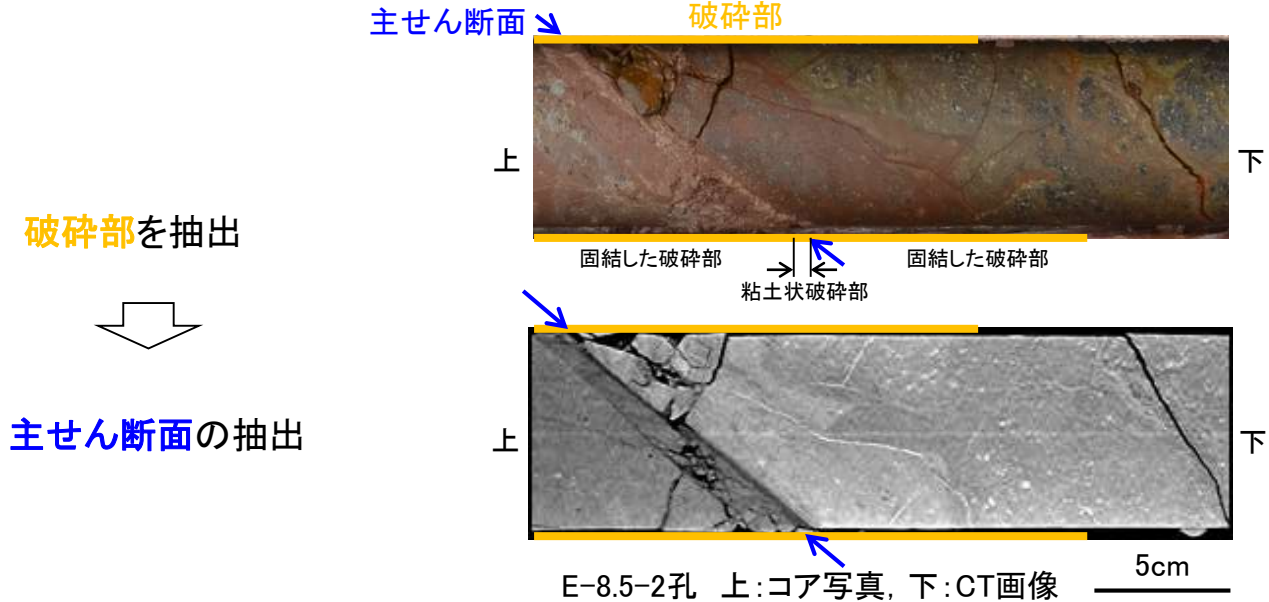 主せん断面
破砕部
上
下
破砕部を抽出
固結した破砕部
固結した破砕部
粘土状破砕部
主せん断面の抽出
上
下
E-8.5-2孔 上:コア写真, 下:CT画像
5cm